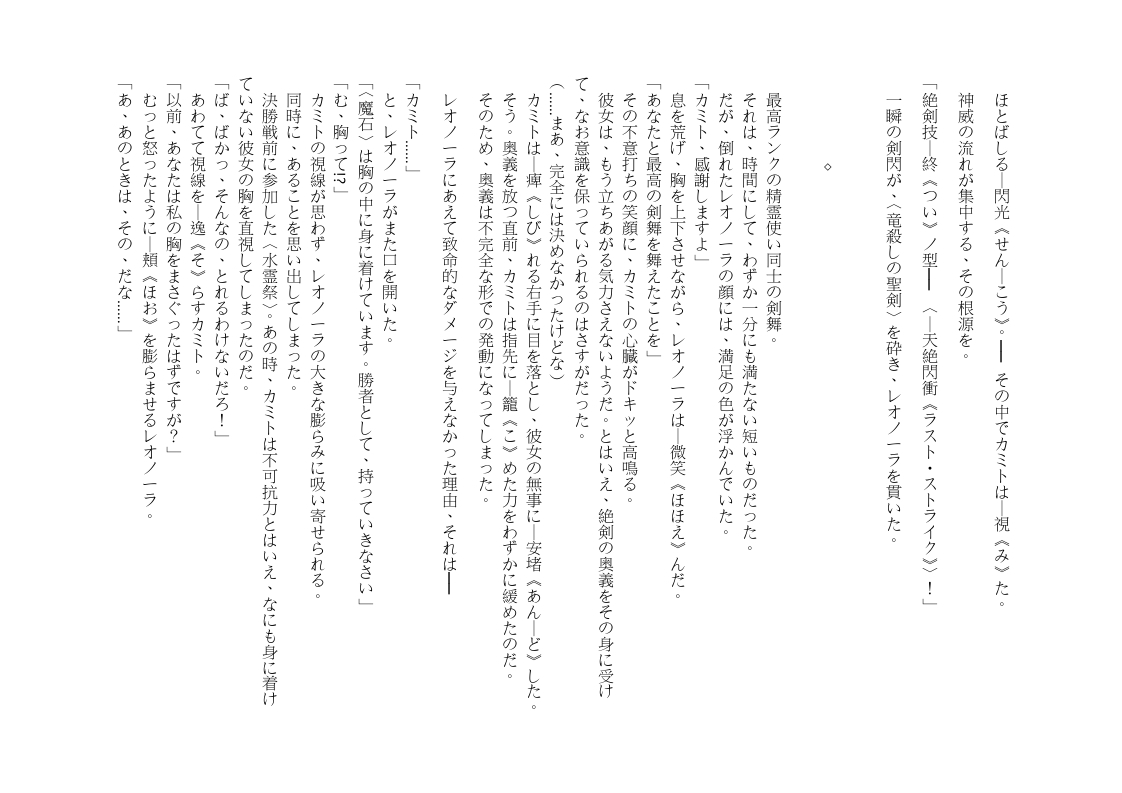 ほとばしる―閃光《せん―こう》。━━　その中でカミトは―視《み》た。
神威の流れが集中する、その根源を。
「絶剣技―終《つい》ノ型━━　〈―天絶閃衝《ラスト・ストライク》〉！」
一瞬の剣閃が、〈竜殺しの聖剣〉を砕き、レオノーラを貫いた。
◇
最高ランクの精霊使い同士の剣舞。
それは、時間にして、わずか一分にも満たない短いものだった。
だが、倒れたレオノーラの顔には、満足の色が浮かんでいた。
「カミト、感謝しますよ」
息を荒げ、胸を上下させながら、レオノーラは―微笑《ほほえ》んだ。
「あなたと最高の剣舞を舞えたことを」
その不意打ちの笑顔に、カミトの心臓がドキッと高鳴る。
彼女は、もう立ちあがる気力さえないようだ。とはいえ、絶剣の奥義をその身に受け
て、なお意識を保っていられるのはさすがだった。
（……まあ、完全には決めなかったけどな）
カミトは―痺《しび》れる右手に目を落とし、彼女の無事に―安堵《あん―ど》した。
そう。奥義を放つ直前、カミトは指先に―籠《こ》めた力をわずかに緩めたのだ。
そのため、奥義は不完全な形での発動になってしまった。
レオノーラにあえて致命的なダメージを与えなかった理由、それは━━
「カミト……」
と、レオノーラがまた口を開いた。
「〈魔石〉は胸の中に身に着けています。勝者として、持っていきなさい」
「む、胸って!?」
カミトの視線が思わず、レオノーラの大きな膨らみに吸い寄せられる。
同時に、あることを思い出してしまった。
決勝戦前に参加した〈水霊祭〉。あの時、カミトは不可抗力とはいえ、なにも身に着け
ていない彼女の胸を直視してしまったのだ。
「ば、ばかっ、そんなの、とれるわけないだろ！」
あわてて視線を―逸《そ》らすカミト。
「以前、あなたは私の胸をまさぐったはずですが？」
むっと怒ったように―頬《ほお》を膨らませるレオノーラ。
「あ、あのときは、その、だな……」